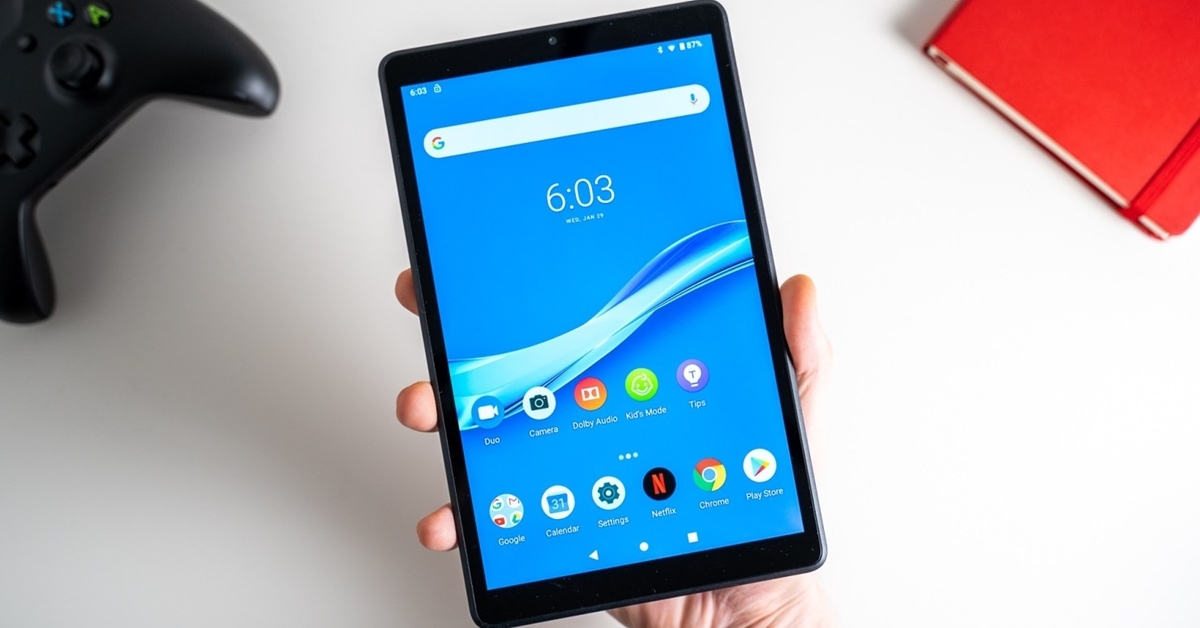 X A
6:03 87%
G
6:03
WED, JAN 29
Duo Camera Dolby Audio Kid's Mode Tips
T
31
N
Google Calendar Settings Netflix Chrome Play Store